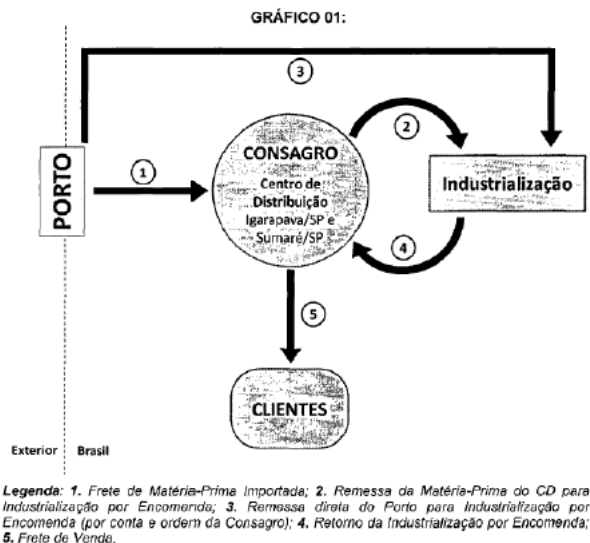 GRÁFICO 01:
3
2
CONSAGRO
Centro de
Distribuição
Igarapava/SP e
Sumaré/SP
Industrialização
PORTO
1
4
5
CLIENTES
Exterior Brasil
Legenda: 1. Frete de Matéria-Prima Importada; 2. Remessa da Matéria-Prima do CD para
Industrialização por Encomenda; 3. Remessa direta do Porto para Industrialização por
Encomenda (por conta e ordem da Consagro); 4. Retorno da Industrialização por Encomenda;
5. Frete de Venda.